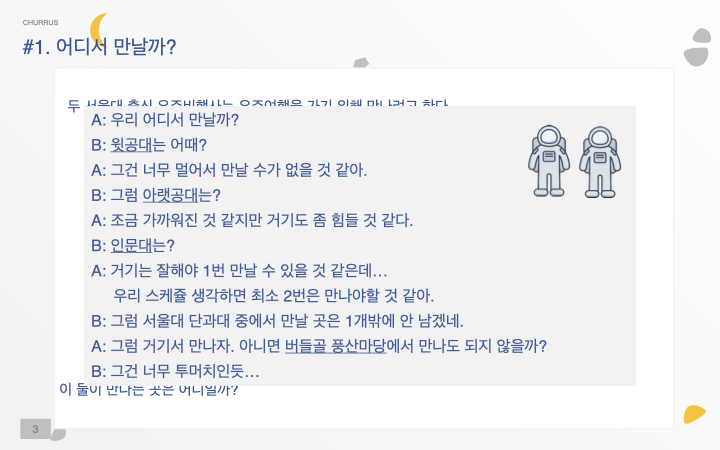 CHURRUS
#1. 어디서 만날까?
두 서울대 출신 우주비행사는 우주여행을 가기 위해 만나려고 한다
A: 우리 어디서 만날까?
B: 윗공대는 어때?
A: 그건 너무 멀어서 만날 수가 없을 것 같아.
B: 그럼 아랫공대는?
A: 조금 가까워진 것 같지만 거기도 좀 힘들 것 같다.
B: 인문대는?
A: 거기는 잘해야 1번 만날 수 있을 것 같은데...
우리 스케쥴 생각하면 최소 2번은 만나야할 것 같아.
B: 그럼 서울대 단과대 중에서 만날 곳은 1개밖에 안 남겠네.
A: 그럼 거기서 만나자. 아니면 버들골 풍산마당에서 만나도 되지 않을까?
B: 그건 너무 투머치인듯...
이 둘이 만나는 곳은 어디일까?
3